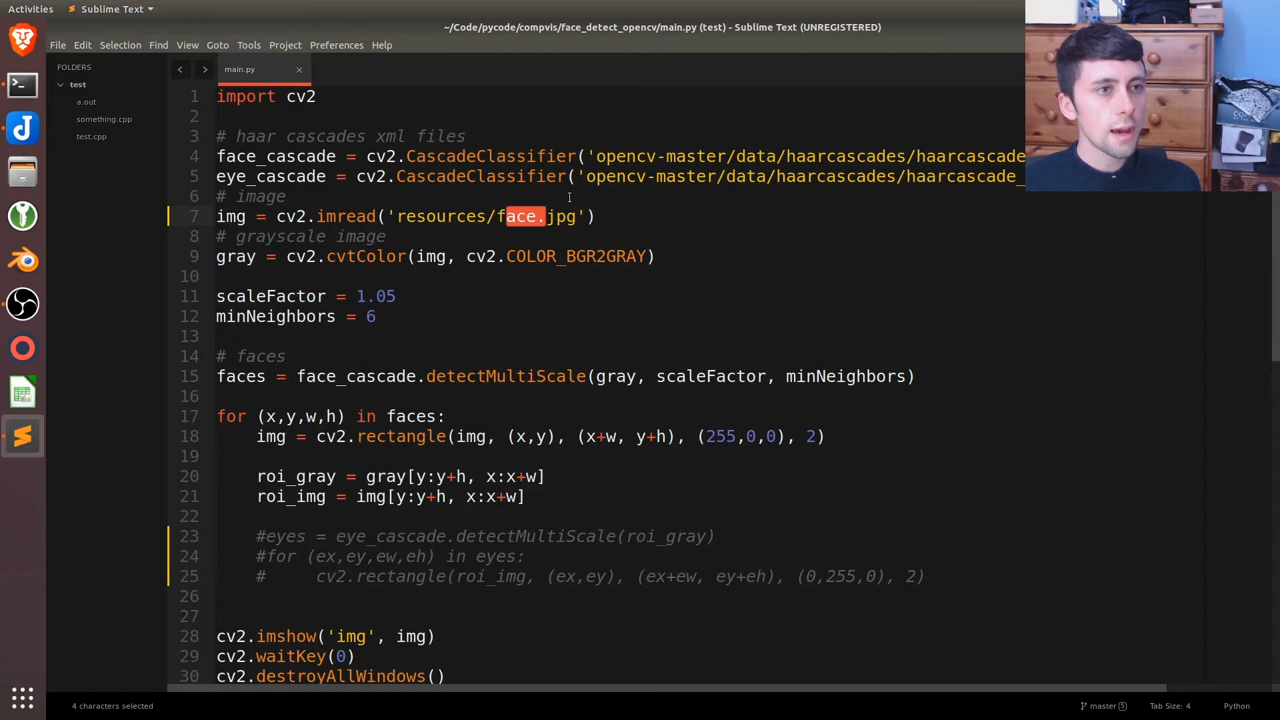 Activities Sublime Text
~/Code/pycode/compvis/face_detect_opencv/main.py (test) - Sublime Text (UNREGISTERED)
File Edit Selection Find View Goto Tools Project Preferences Help
FOLDERS
test
a.out
something.cpp
test.cpp
main.py
1 import cv2
2
3 # haar cascades xml files
4 face_cascade = cv2.CascadeClassifier('opencv-master/data/haarcascades/haarcascade
5 eye_cascade = cv2.CascadeClassifier('opencv-master/data/haarcascades/haarcascade_
6 # image
7 img = cv2.imread('resources/face.jpg')
8 # grayscale image
9 gray = cv2.cvtColor(img, cv2.COLOR_BGR2GRAY)
10
11 scaleFactor = 1.05
12 minNeighbors = 6
13
14 # faces
15 faces = face_cascade.detectMultiScale(gray, scaleFactor, minNeighbors)
16
17 for (x,y,w,h) in faces:
18 img = cv2.rectangle(img, (x,y), (x+w, y+h), (255,0,0), 2)
19
20 roi_gray = gray[y:y+h, x:x+w]
21 roi_img = img[y:y+h, x:x+w]
22
23 #eyes = eye_cascade.detectMultiScale(roi_gray)
24 #for (ex,ey,ew,eh) in eyes:
25 # cv2.rectangle(roi_img, (ex,ey), (ex+ew, ey+eh), (0,255,0), 2)
26
27
28 cv2.imshow('img', img)
29 cv2.waitKey(0)
30 cv2.destroyAllWindows()
4 characters selected
master 5
Tab Size: 4
Python